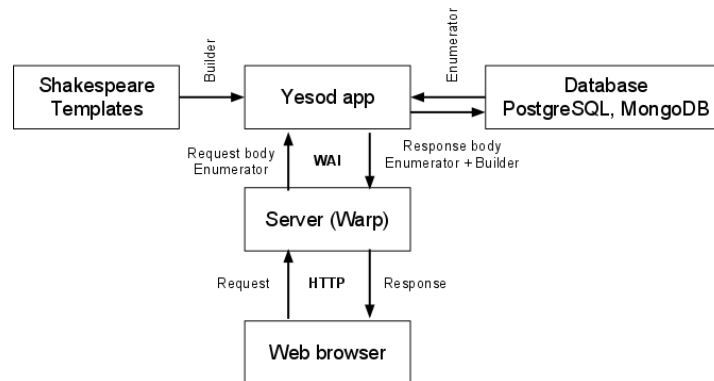 Builder
Enumerator
Shakespeare
Templates
Yesod app
Database
PostgreSQL, MongoDB
Request body
Enumerator
WAI
Response body
Enumerator + Builder
Server (Warp)
Request
HTTP
Response
Web browser